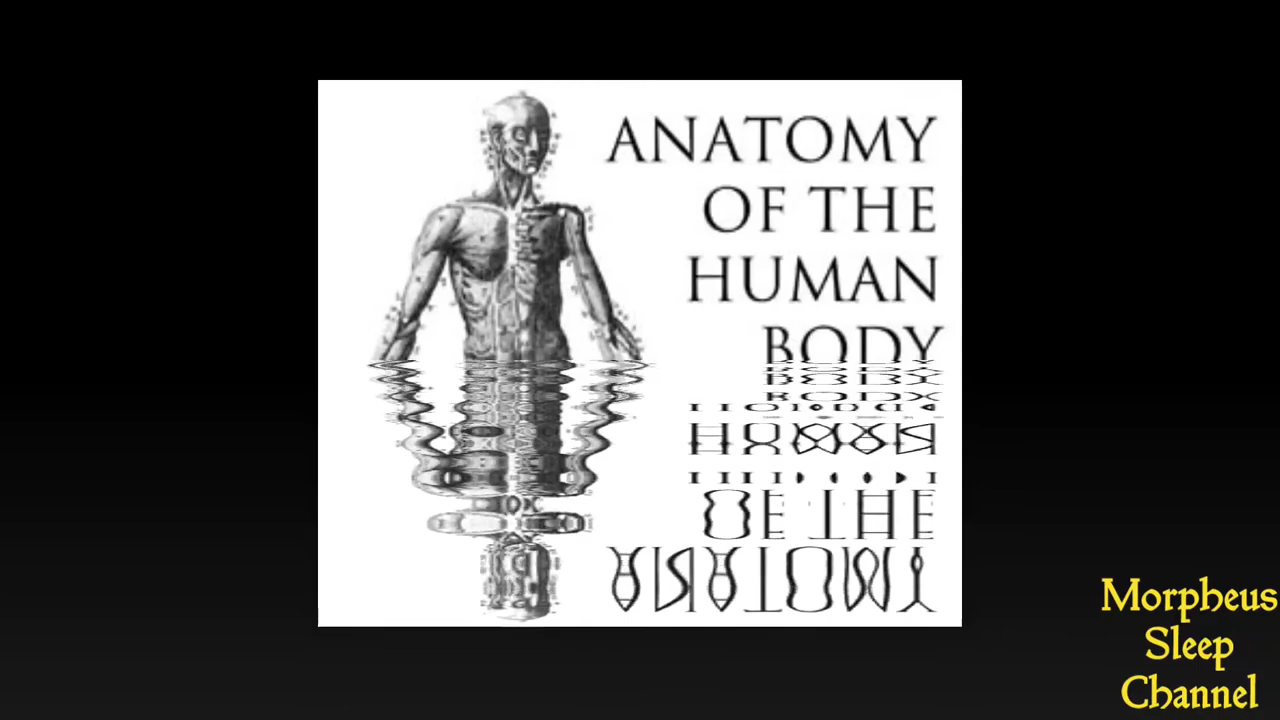 ANATOMY
OF THE
HUMAN
BODY
Morpheus
Sleep
Channel